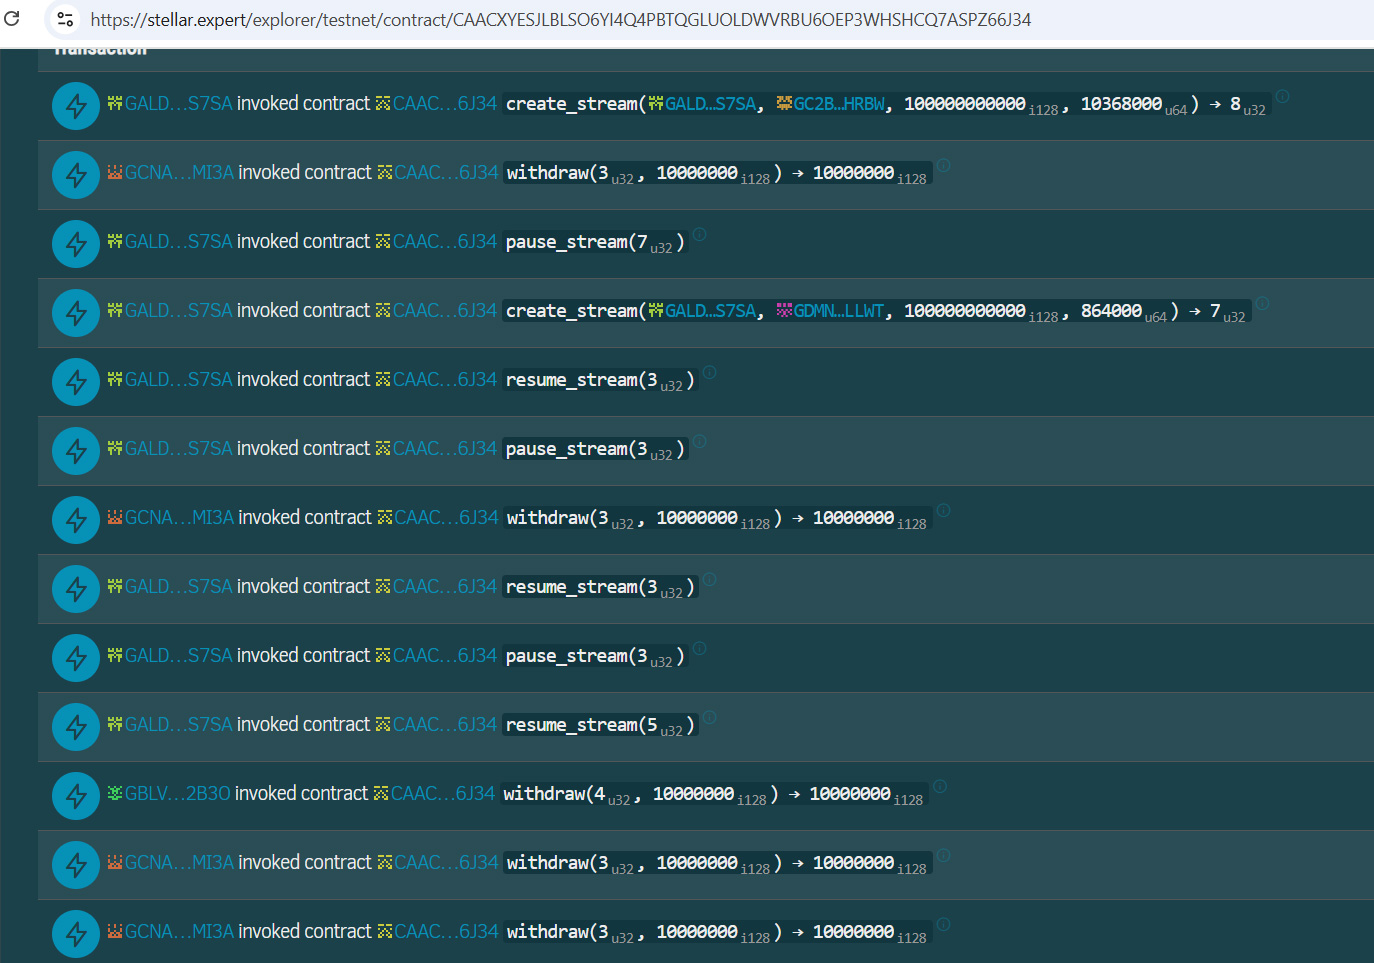 https://stellar.expert/explorer/testnet/contract/CAACXYESJLBLSO6YI4Q4PBTQGLUOLDWVRBU6OEP3WHSHCQ7ASPZ66J34
Transaction
GALD…S7SA invoked contract CAAC…6J34 create_stream(GALD…S7SA, GC2B…HRBW, 100000000000 i128, 10368000 u64) → 8 u32
GCNA…MI3A invoked contract CAAC…6J34 withdraw(3 u32, 10000000 i128) → 10000000 i128
GALD…S7SA invoked contract CAAC…6J34 pause_stream(7 u32)
GALD…S7SA invoked contract CAAC…6J34 create_stream(GALD…S7SA, GDMN…LLWT, 100000000000 i128, 864000 u64) → 7 u32
GALD…S7SA invoked contract CAAC…6J34 resume_stream(3 u32)
GALD…S7SA invoked contract CAAC…6J34 pause_stream(3 u32)
GCNA…MI3A invoked contract CAAC…6J34 withdraw(3 u32, 10000000 i128) → 10000000 i128
GALD…S7SA invoked contract CAAC…6J34 resume_stream(3 u32)
GALD…S7SA invoked contract CAAC…6J34 pause_stream(3 u32)
GALD…S7SA invoked contract CAAC…6J34 resume_stream(5 u32)
GBLV…2B3O invoked contract CAAC…6J34 withdraw(4 u32, 10000000 i128) → 10000000 i128
GCNA…MI3A invoked contract CAAC…6J34 withdraw(3 u32, 10000000 i128) → 10000000 i128
GCNA…MI3A invoked contract CAAC…6J34 withdraw(3 u32, 10000000 i128) → 10000000 i128